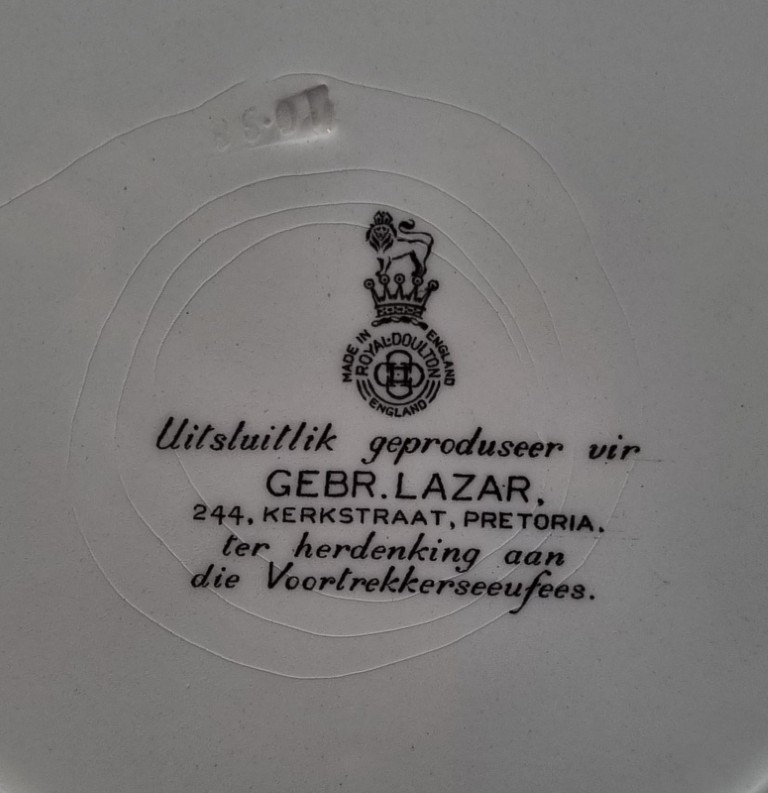 MADE IN ENGLAND
ROYAL-DOULTON
ENGLAND
Uitsluitlik geproduseer vir
GEBR. LAZAR,
244, KERKSTRAAT, PRETORIA.
ter herdenking aan
die Voortrekkerseeufees.